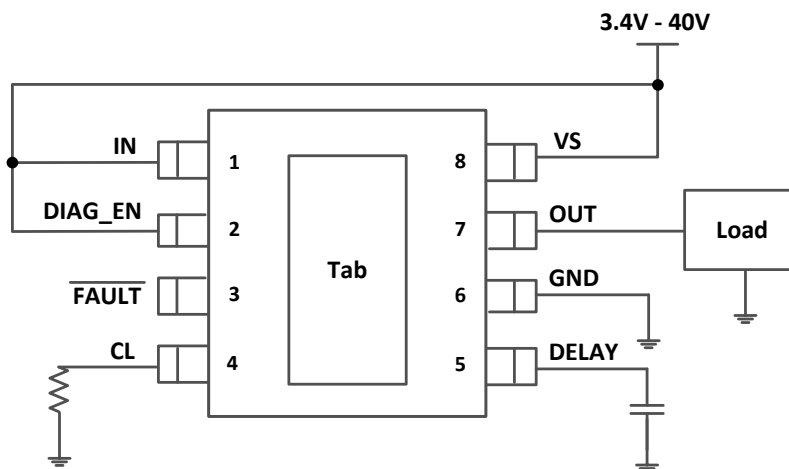 3.4V - 40V
IN
1
8
VS
DIAG_EN
2
7
OUT
Load
Tab
FAULT
3
6
GND
CL
4
5
DELAY